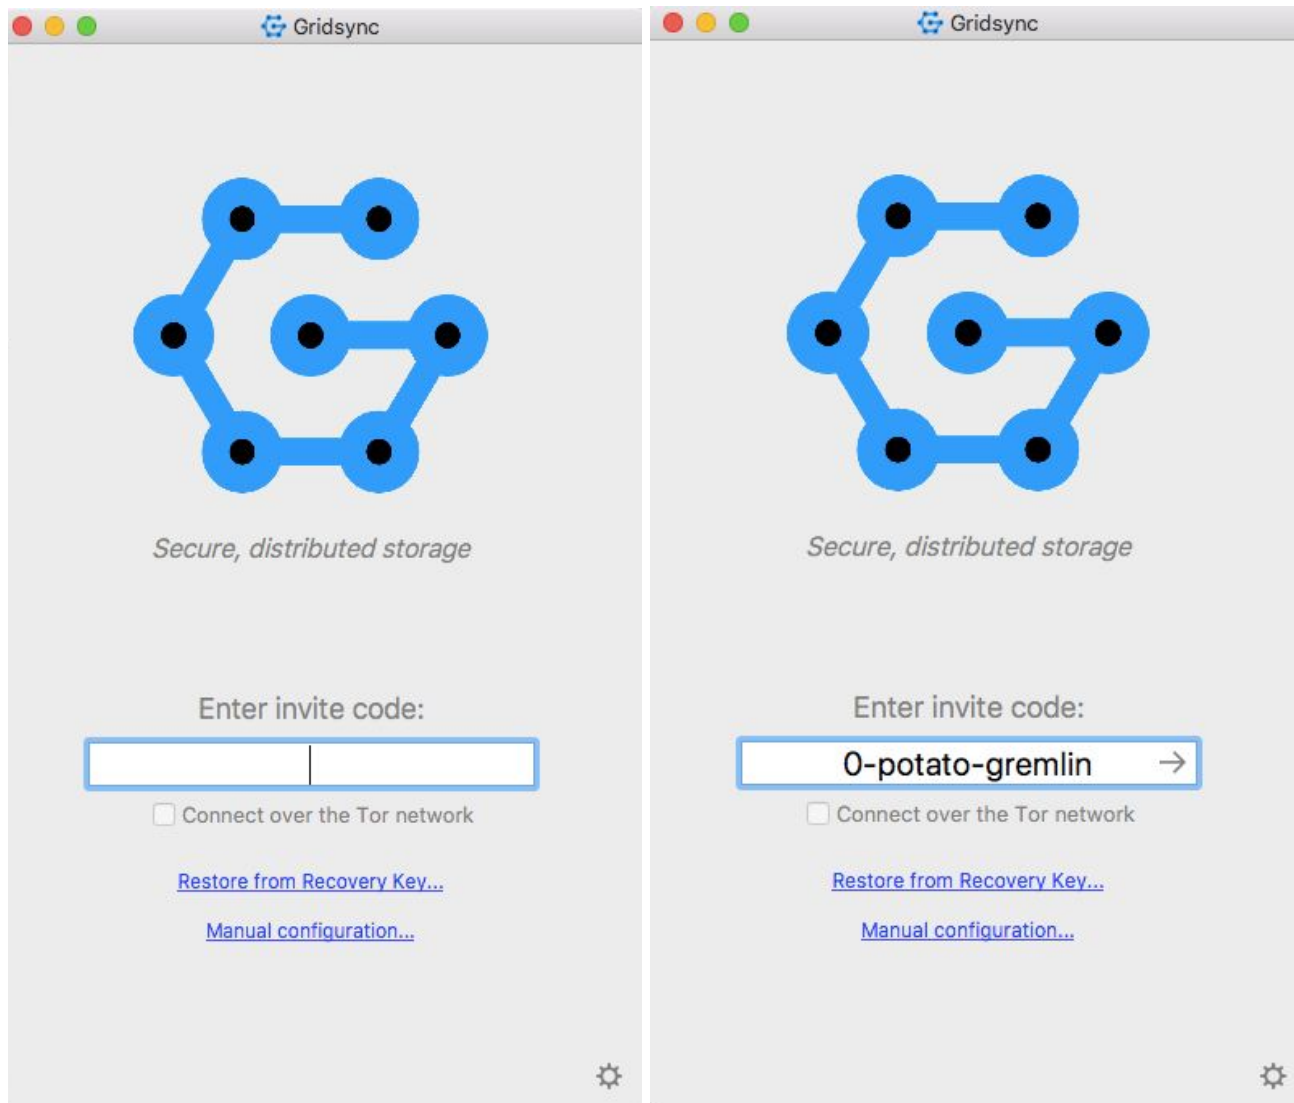 Gridsync
Secure, distributed storage
Enter invite code:
Connect over the Tor network
Restore from Recovery Key...
Manual configuration...
Gridsync
Secure, distributed storage
Enter invite code:
0-potato-gremlin →
Connect over the Tor network
Restore from Recovery Key...
Manual configuration...